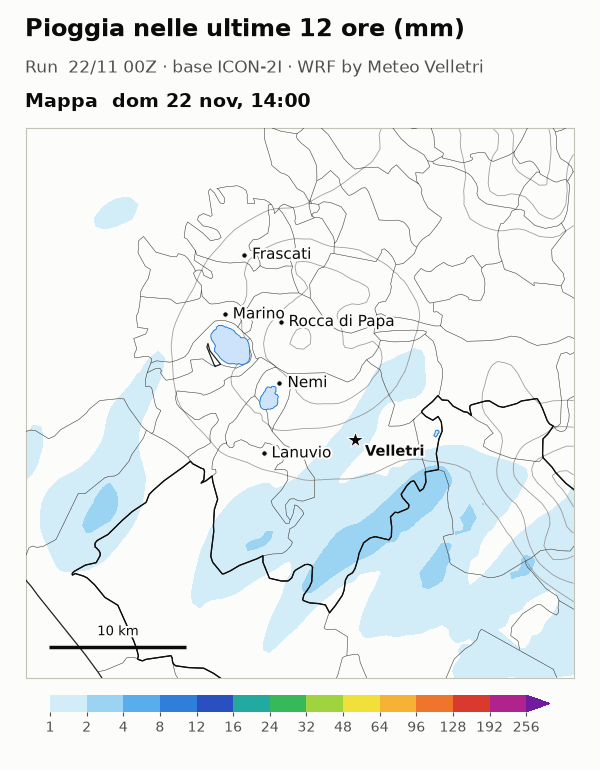 Pioggia nelle ultime 12 ore (mm)
Run 22/11 00Z · base ICON-2I · WRF by Meteo Velletri
Mappa dom 22 nov, 14:00
Frascati
Marino
Rocca di Papa
Nemi
Velletri
Lanuvio
10 km
1 2 4 8 12 16 24 32 48 64 96 128 192 256